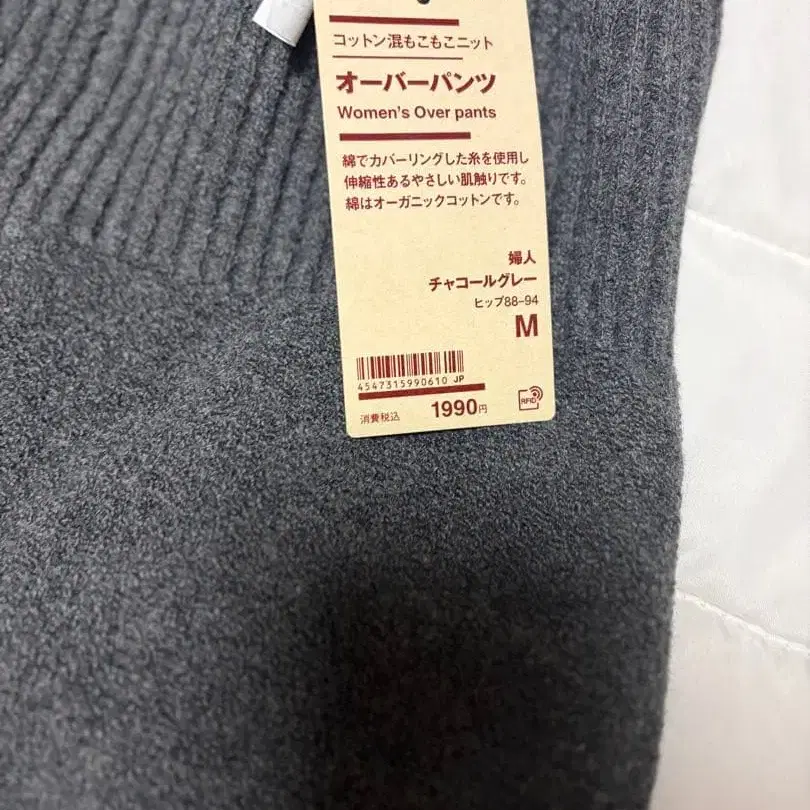 コットン混もこもこニット
オーバーパンツ
Women's Over pants
綿でカバーリングした糸を使用し
伸縮性あるやさしい肌触りです。
綿はオーガニックコットンです。
婦人
チャコールグレー
ヒップ88-94
M
4547315990610 JP
消費税込 1990円
RFID